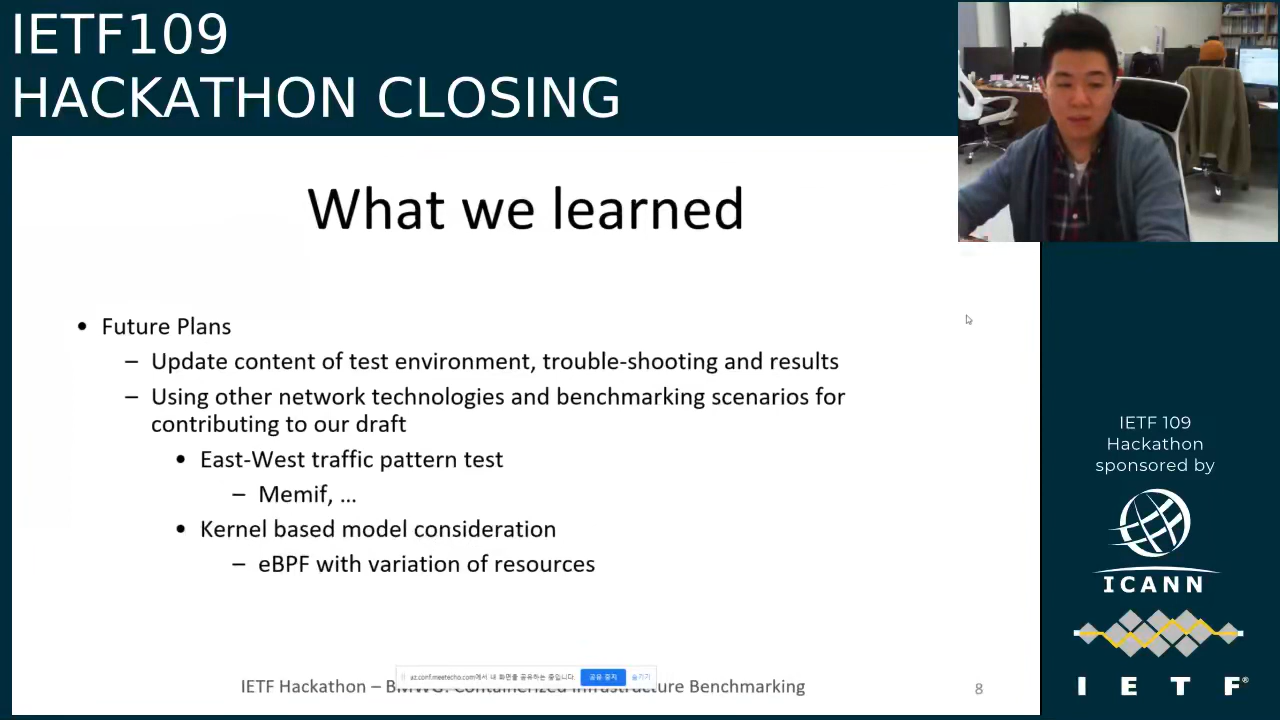 IETF109
HACKATHON CLOSING
What we learned
• Future Plans
– Update content of test environment, trouble-shooting and results
– Using other network technologies and benchmarking scenarios for
contributing to our draft
• East-West traffic pattern test
– Memif, ...
• Kernel based model consideration
– eBPF with variation of resources
az.conf.meetecho.com에서 내 화면을 공유하는 중입니다. 공유 중지 숨기기
IETF Hackathon – BMWG: Containerized Infrastructure Benchmarking
8
IETF 109
Hackathon
sponsored by
ICANN
I E T F®